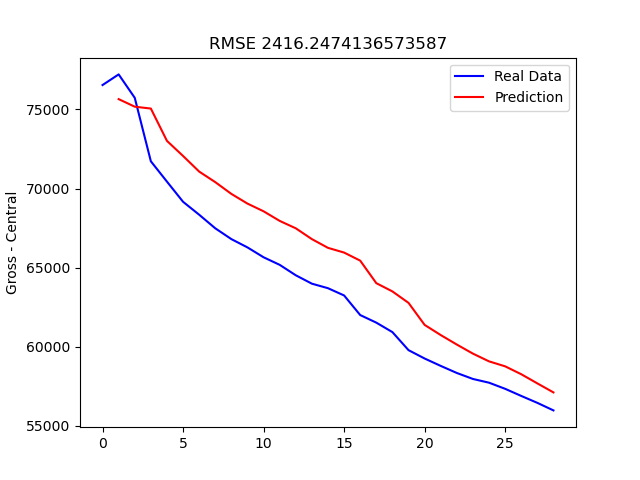 RMSE 2416.2474136573587
Real Data
Prediction
Gross - Central
75000
70000
65000
60000
55000
0 5 10 15 20 25